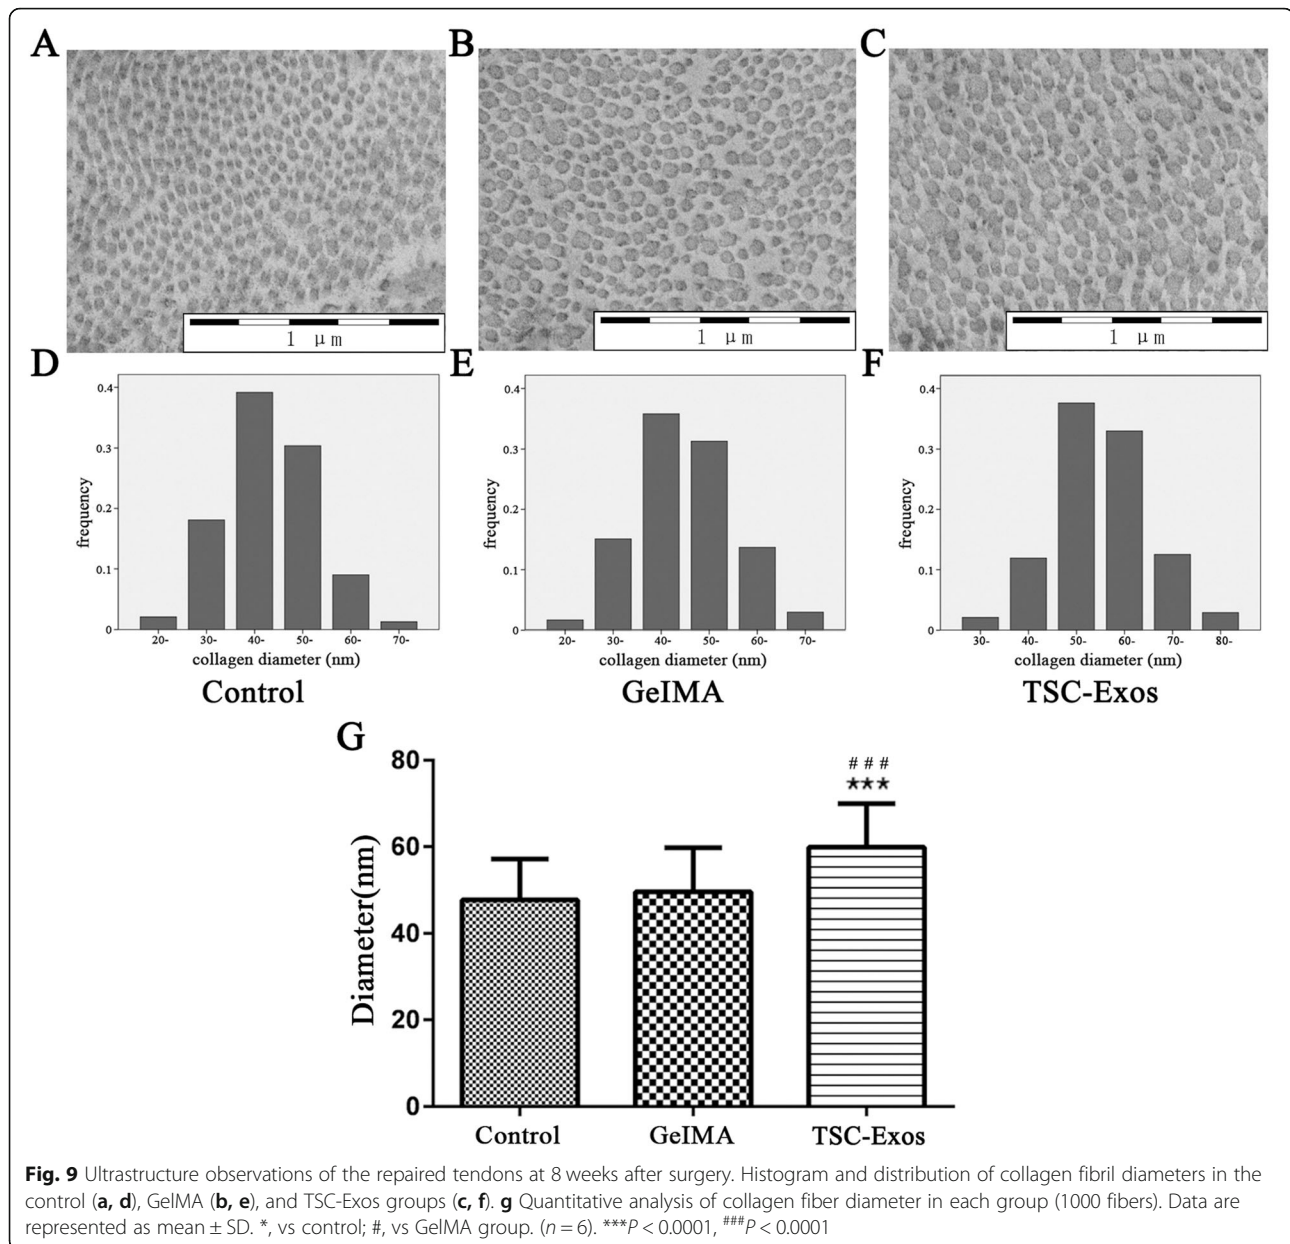 A
B
C
1 μm
1 μm
1 μm
D
E
F
0.4
0.3
0.2
0.1
0
frequency
20- 30- 40- 50- 60- 70-
collagen diameter (nm)
Control
0.4
0.3
0.2
0.1
0
frequency
20- 30- 40- 50- 60- 70-
collagen diameter (nm)
GeIMA
0.4
0.3
0.2
0.1
0
frequency
30- 40- 50- 60- 70- 80-
collagen diameter (nm)
TSC-Exos
G
80
60
40
20
0
Diameter(nm)
###
***
Control GeIMA TSC-Exos
Fig. 9 Ultrastructure observations of the repaired tendons at 8 weeks after surgery. Histogram and distribution of collagen fibril diameters in the
control (a, d), GelMA (b, e), and TSC-Exos groups (c, f). g Quantitative analysis of collagen fiber diameter in each group (1000 fibers). Data are
represented as mean ± SD. *, vs control; #, vs GelMA group. (n = 6). ***P < 0.0001, ###P < 0.0001